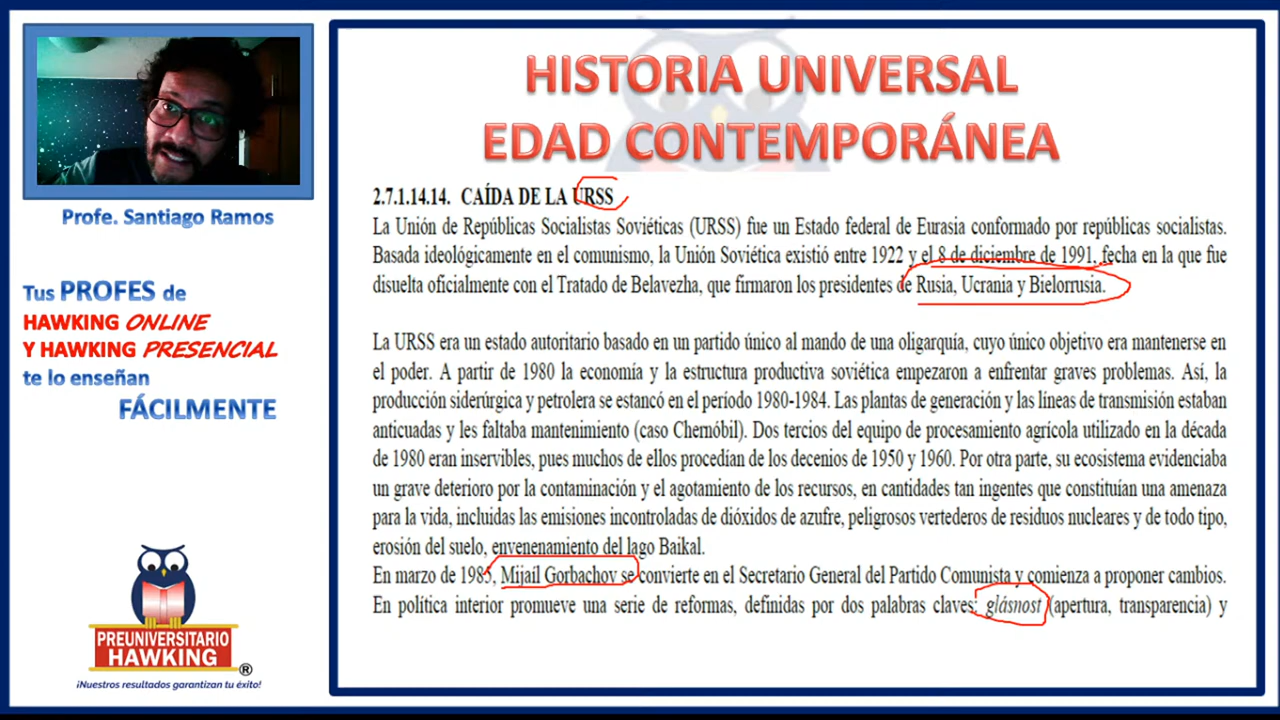 HISTORIA UNIVERSAL
EDAD CONTEMPORÁNEA
Profe. Santiago Ramos
Tus PROFES de
HAWKING ONLINE
Y HAWKING PRESENCIAL
te lo enseñan
FÁCILMENTE
PREUNIVERSITARIO
HAWKING ®
¡Nuestros resultados garantizan tu éxito!
2.7.1.14.14. CAÍDA DE LA URSS
La Unión de Repúblicas Socialistas Soviéticas (URSS) fue un Estado federal de Eurasia conformado por repúblicas socialistas.
Basada ideológicamente en el comunismo, la Unión Soviética existió entre 1922 y el 8 de diciembre de 1991, fecha en la que fue
disuelta oficialmente con el Tratado de Belavezha, que firmaron los presidentes de Rusia, Ucrania y Bielorrusia.
La URSS era un estado autoritario basado en un partido único al mando de una oligarquía, cuyo único objetivo era mantenerse en
el poder. A partir de 1980 la economía y la estructura productiva soviética empezaron a enfrentar graves problemas. Así, la
producción siderúrgica y petrolera se estancó en el período 1980-1984. Las plantas de generación y las líneas de transmisión estaban
anticuadas y les faltaba mantenimiento (caso Chernóbil). Dos tercios del equipo de procesamiento agrícola utilizado en la década
de 1980 eran inservibles, pues muchos de ellos procedían de los decenios de 1950 y 1960. Por otra parte, su ecosistema evidenciaba
un grave deterioro por la contaminación y el agotamiento de los recursos, en cantidades tan ingentes que constituían una amenaza
para la vida, incluidas las emisiones incontroladas de dióxidos de azufre, peligrosos vertederos de residuos nucleares y de todo tipo,
erosión del suelo, envenenamiento del lago Baikal.
En marzo de 1985, Mijaíl Gorbachov se convierte en el Secretario General del Partido Comunista y comienza a proponer cambios.
En política interior promueve una serie de reformas, definidas por dos palabras claves: glásnost (apertura, transparencia) y